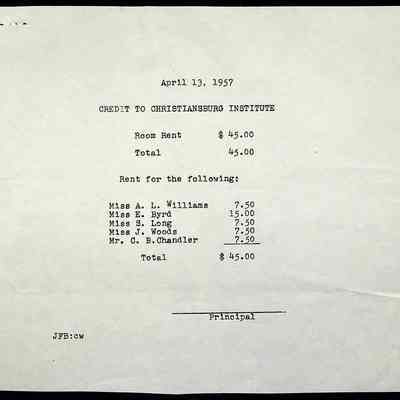 April 13, 1957
CREDIT TO CHRISTIANSBURG INSTITUTE
Room Rent $ 45.00
Total 45.00
Rent for the following:
Miss A. L. Williams 7.50
Miss E. Byrd 15.00
Miss S. Long 7.50
Miss J. Woods 7.50
Mr. C. B.Chandler 7.50
Total $ 45.00
Principal
JFB:cw